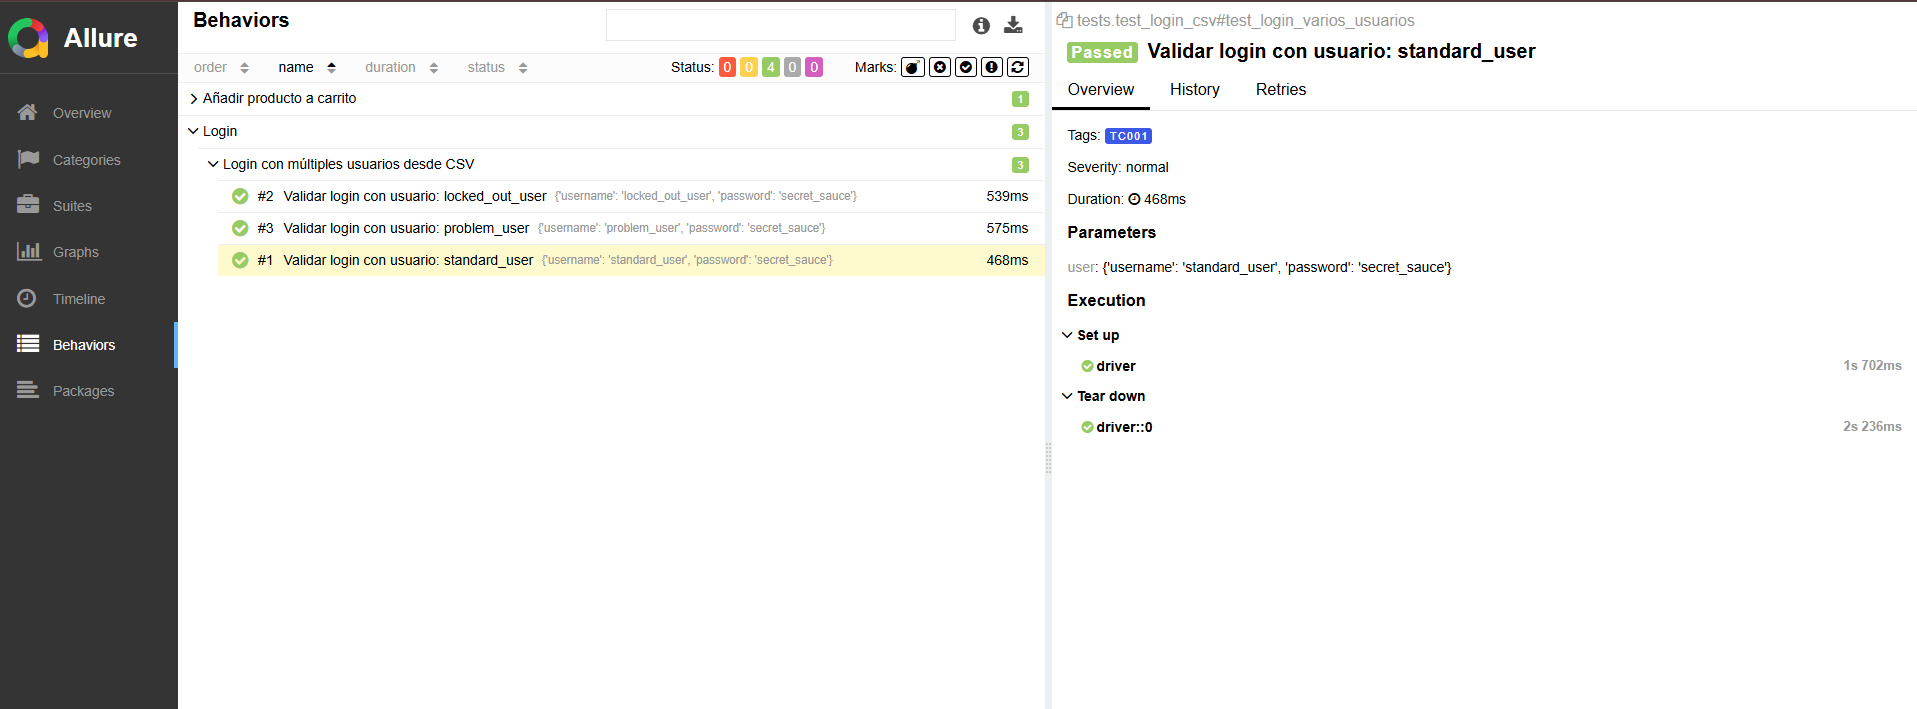 Allure
Overview
Categories
Suites
Graphs
Timeline
Behaviors
Packages
Behaviors
order name duration status Status: 0 0 4 0 0 Marks:
Añadir producto a carrito 1
Login 3
Login con múltiples usuarios desde CSV 3
#2 Validar login con usuario: locked_out_user {'username': 'locked_out_user', 'password': 'secret_sauce'} 539ms
#3 Validar login con usuario: problem_user {'username': 'problem_user', 'password': 'secret_sauce'} 575ms
#1 Validar login con usuario: standard_user {'username': 'standard_user', 'password': 'secret_sauce'} 468ms
tests.test_login_csv#test_login_varios_usuarios
Passed Validar login con usuario: standard_user
Overview History Retries
Tags: TC001
Severity: normal
Duration: 468ms
Parameters
user: {'username': 'standard_user', 'password': 'secret_sauce'}
Execution
Set up
driver 1s 702ms
Tear down
driver::0 2s 236ms